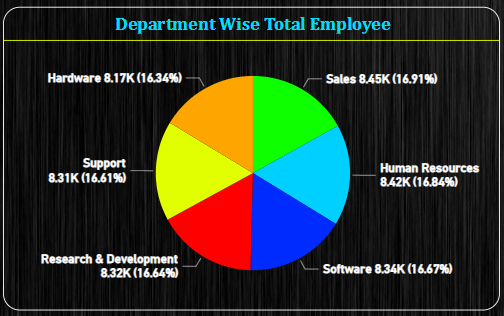 Department Wise Total Employee
Hardware 8.17K (16.34%)
Sales 8.45K (16.91%)
Support
8.31K (16.61%)
Human Resources
8.42K (16.84%)
Research & Development
8.32K (16.64%)
Software 8.34K (16.67%)